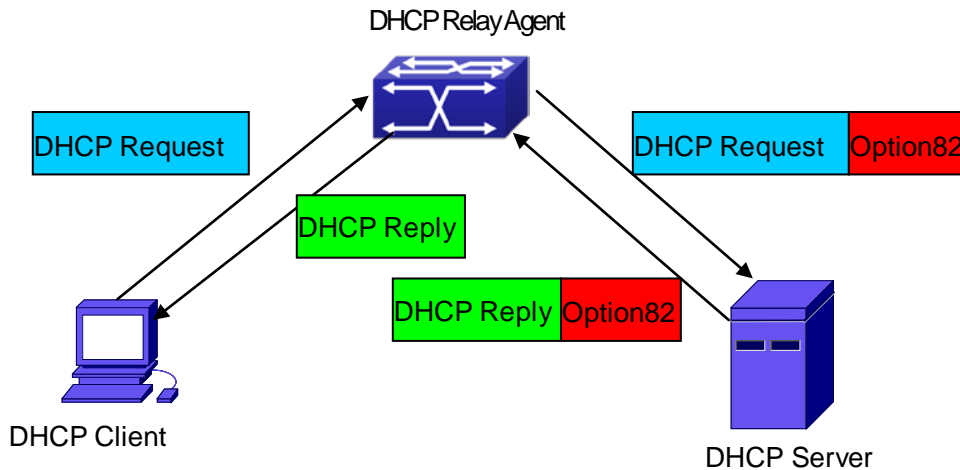 DHCP Relay Agent
DHCP Request
DHCP Request Option82
DHCP Reply
DHCP Reply Option82
DHCP Client
DHCP Server